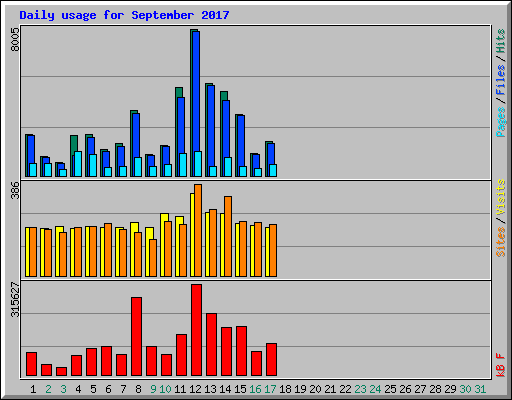 Daily usage for September 2017
8005
386
315627
Pages / Files / Hits
Sites / Visits
kB F
1 2 3 4 5 6 7 8 9 10 11 12 13 14 15 16 17 18 19 20 21 22 23 24 25 26 27 28 29 30 31